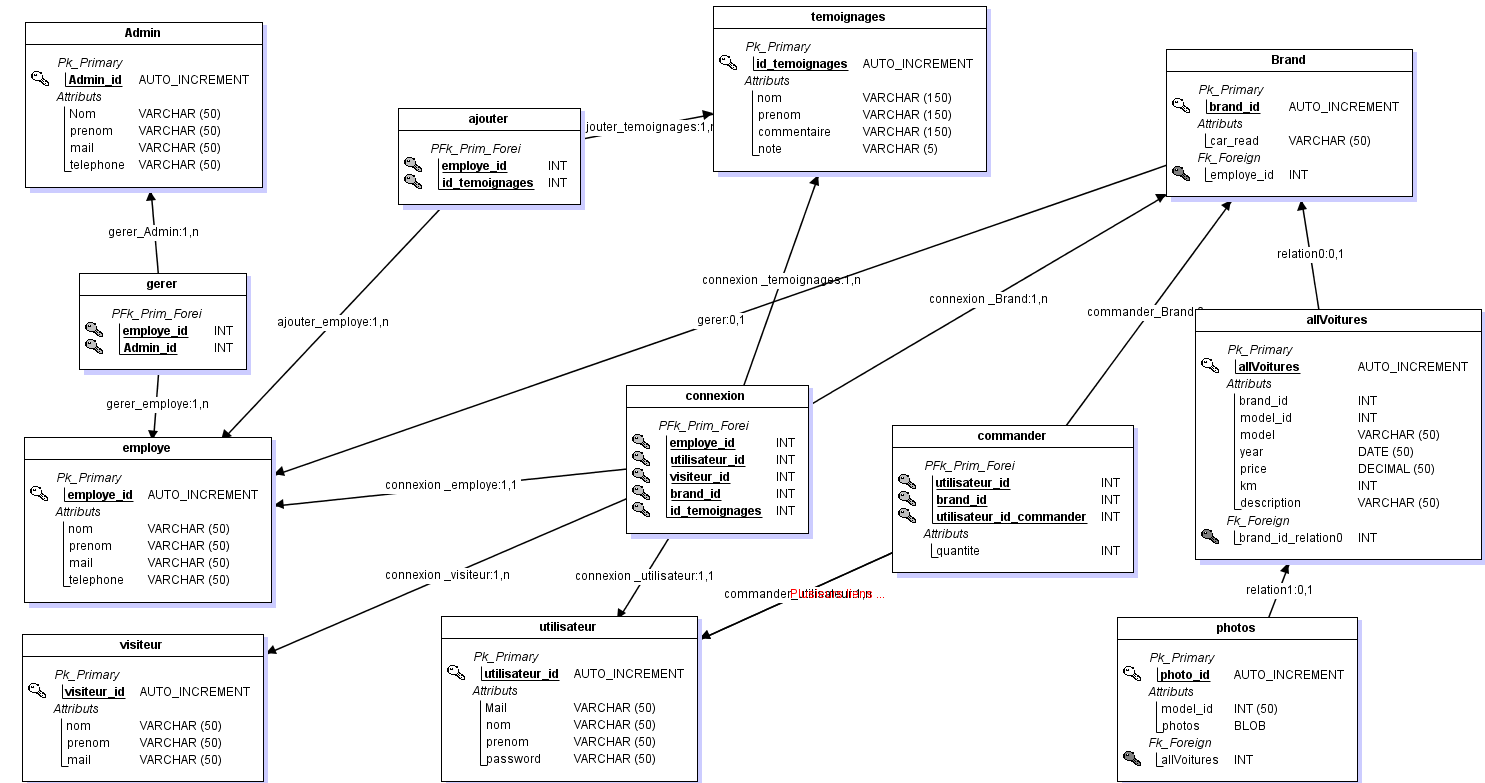 Admin
Pk_Primary
Admin_id AUTO_INCREMENT
Attributs
Nom VARCHAR (50)
prenom VARCHAR (50)
mail VARCHAR (50)
telephone VARCHAR (50)
gerer_Admin:1,n
gerer
PFk_Prim_Forei
employe_id INT
Admin_id INT
gerer_employe:1,n
employe
Pk_Primary
employe_id AUTO_INCREMENT
Attributs
nom VARCHAR (50)
prenom VARCHAR (50)
mail VARCHAR (50)
telephone VARCHAR (50)
visiteur
Pk_Primary
visiteur_id AUTO_INCREMENT
Attributs
nom VARCHAR (50)
prenom VARCHAR (50)
mail VARCHAR (50)
ajouter
PFk_Prim_Forei
employe_id INT
id_temoignages INT
jouter_temoignages:1,n
ajouter_employe:1,n
temoignages
Pk_Primary
id_temoignages AUTO_INCREMENT
Attributs
nom VARCHAR (150)
prenom VARCHAR (150)
commentaire VARCHAR (150)
note VARCHAR (5)
connexion _temoignages:1,n
gerer:0,1
connexion _Brand:1,n
connexion
PFk_Prim_Forei
employe_id INT
utilisateur_id INT
visiteur_id INT
brand_id INT
id_temoignages INT
connexion _employe:1,1
connexion _visiteur:1,n
connexion _utilisateur:1,1
utilisateur
Pk_Primary
utilisateur_id AUTO_INCREMENT
Attributs
Mail VARCHAR (50)
nom VARCHAR (50)
prenom VARCHAR (50)
password VARCHAR (50)
commander
PFk_Prim_Forei
utilisateur_id INT
brand_id INT
utilisateur_id_commander INT
Attributs
quantite INT
commander_utilisateur:1,n
commander_Brand:
Brand
Pk_Primary
brand_id AUTO_INCREMENT
Attributs
car_read VARCHAR (50)
Fk_Foreign
employe_id INT
relation0:0,1
allVoitures
Pk_Primary
allVoitures AUTO_INCREMENT
Attributs
brand_id INT
model_id INT
model VARCHAR (50)
year DATE (50)
price DECIMAL (50)
km INT
description VARCHAR (50)
Fk_Foreign
brand_id_relation0 INT
relation1:0,1
photos
Pk_Primary
photo_id AUTO_INCREMENT
Attributs
model_id INT (50)
photos BLOB
Fk_Foreign
allVoitures INT